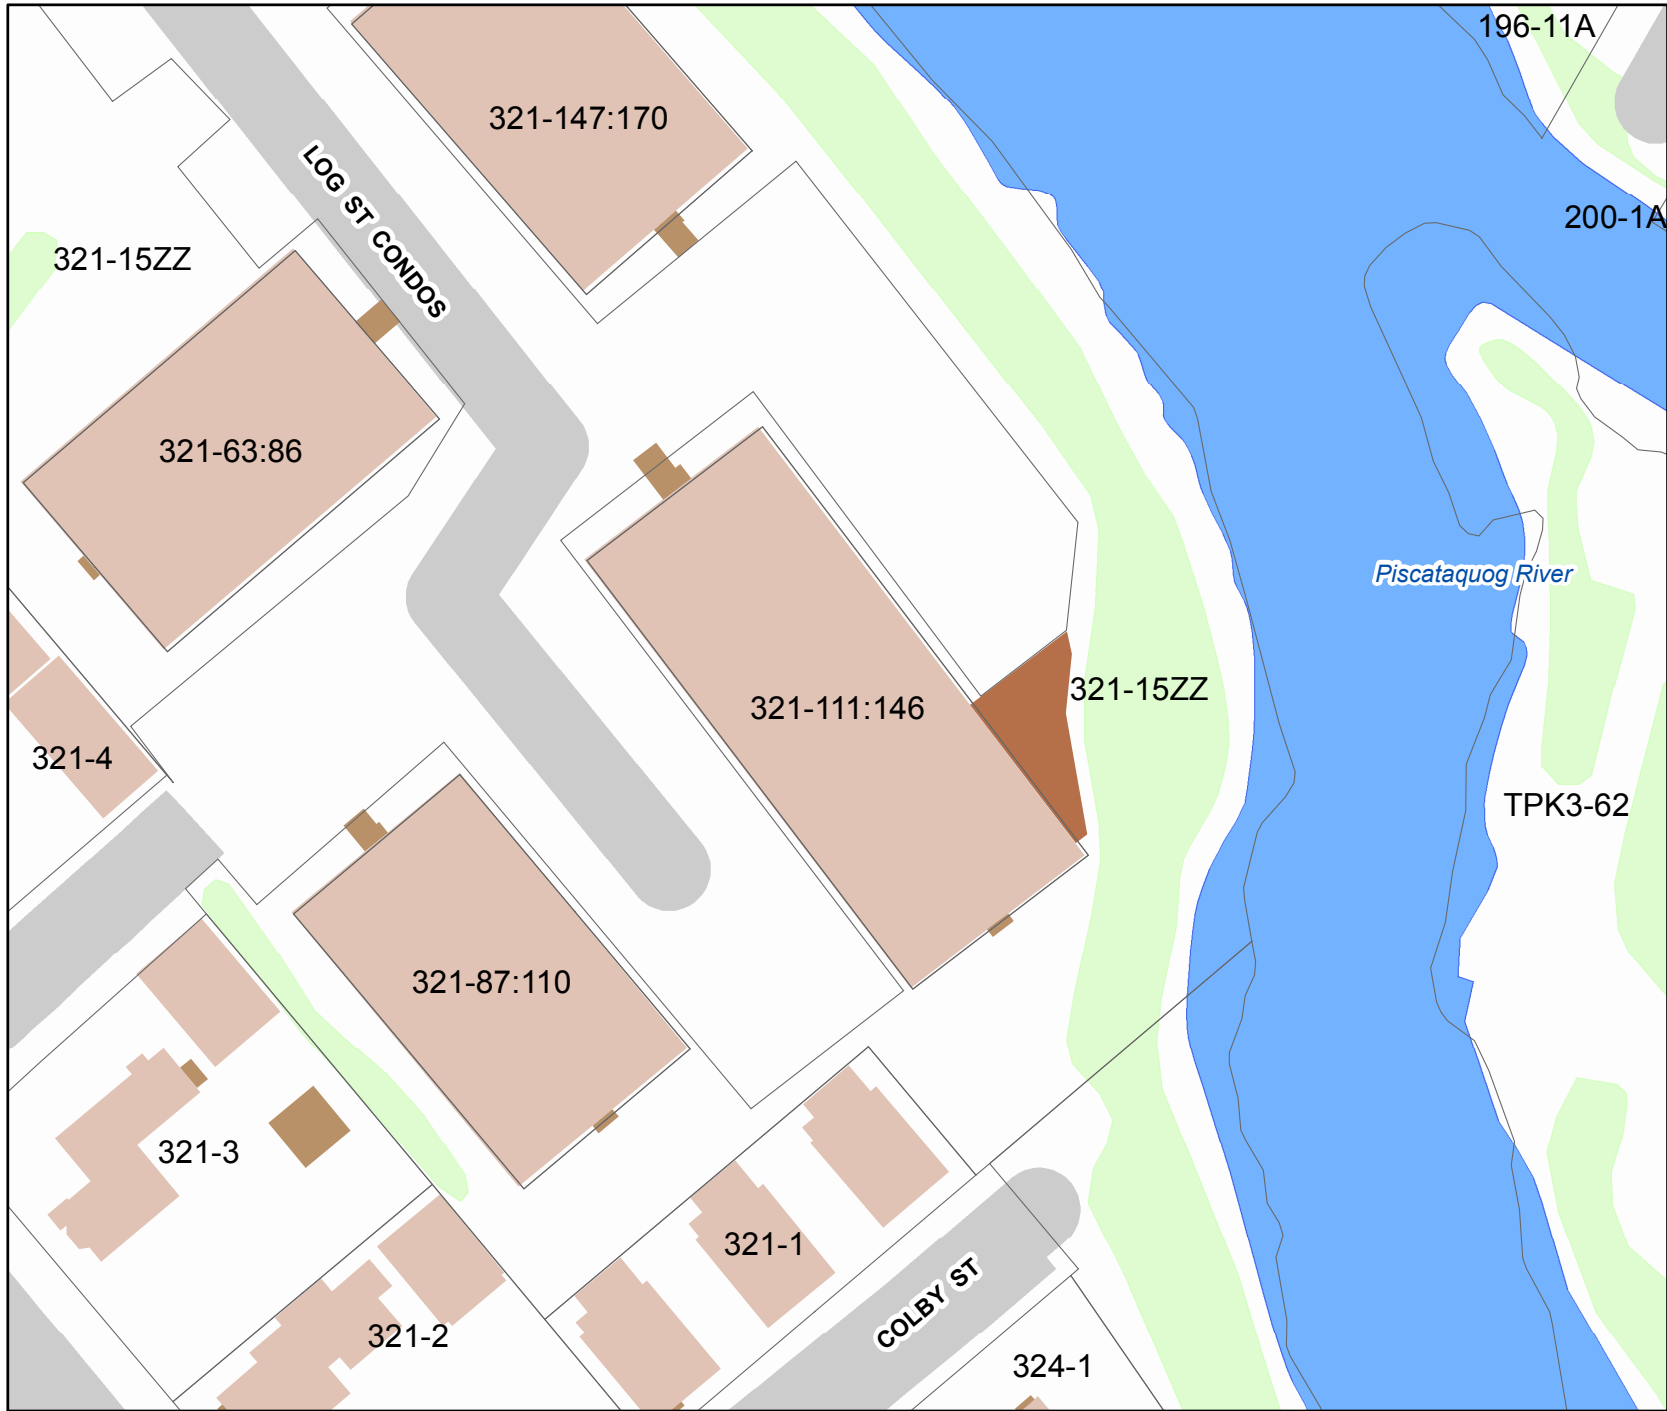 196-11A
321-147:170
LOG ST CONDOS
200-1A
321-15ZZ
321-63:86
Piscataquog River
321-15ZZ
321-111:146
321-4
TPK3-62
321-87:110
321-3
321-1
COLBY ST
321-2
324-1